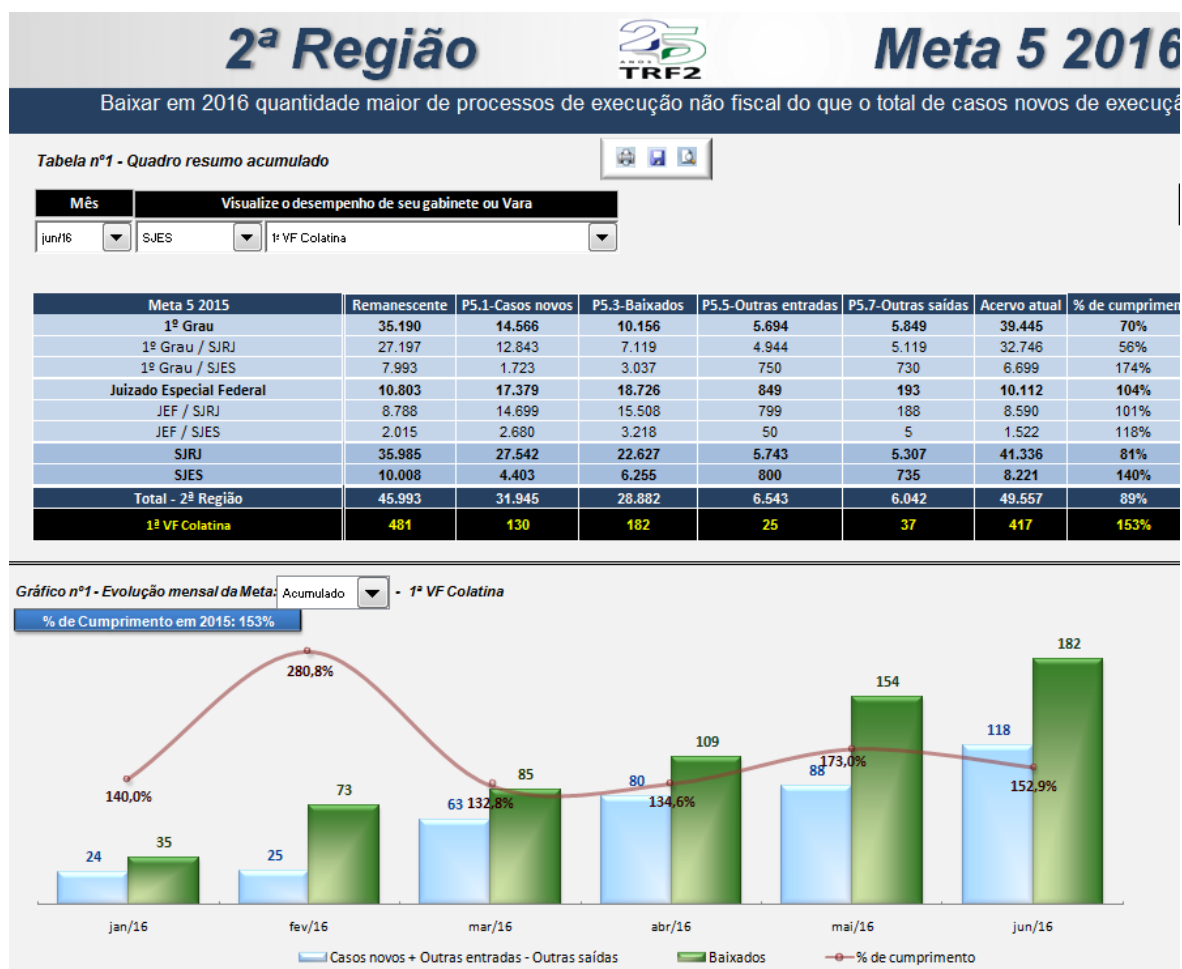 2ª Região
25
ANOS
TRF2
Meta 5 2016
Baixar em 2016 quantidade maior de processos de execução não fiscal do que o total de casos novos de execuçã
Tabela nº1 - Quadro resumo acumulado
Mês Visualize o desempenho de seu gabinete ou Vara
jun/16 SJES 1ª VF Colatina
Meta 5 2015 Remanescente P5.1-Casos novos P5.3-Baixados P5.5-Outras entradas P5.7-Outras saídas Acervo atual % de cumprimen
1º Grau 35.190 14.566 10.156 5.694 5.849 39.445 70%
1º Grau / SJRJ 27.197 12.843 7.119 4.944 5.119 32.746 56%
1º Grau / SJES 7.993 1.723 3.037 750 730 6.699 174%
Juizado Especial Federal 10.803 17.379 18.726 849 193 10.112 104%
JEF / SJRJ 8.788 14.699 15.508 799 188 8.590 101%
JEF / SJES 2.015 2.680 3.218 50 5 1.522 118%
SJRJ 35.985 27.542 22.627 5.743 5.307 41.336 81%
SJES 10.008 4.403 6.255 800 735 8.221 140%
Total - 2ª Região 45.993 31.945 28.882 6.543 6.042 49.557 89%
1ª VF Colatina 481 130 182 25 37 417 153%
Gráfico nº1 - Evolução mensal da Meta: Acumulado - 1ª VF Colatina
% de Cumprimento em 2015: 153%
182
280,8%
154
118
109
173,0%
88
85
80
152,9%
140,0%
73
63 132,8%
134,6%
35
24
25
jan/16 fev/16 mar/16 abr/16 mai/16 jun/16
Casos novos + Outras entradas - Outras saídas Baixados % de cumprimento